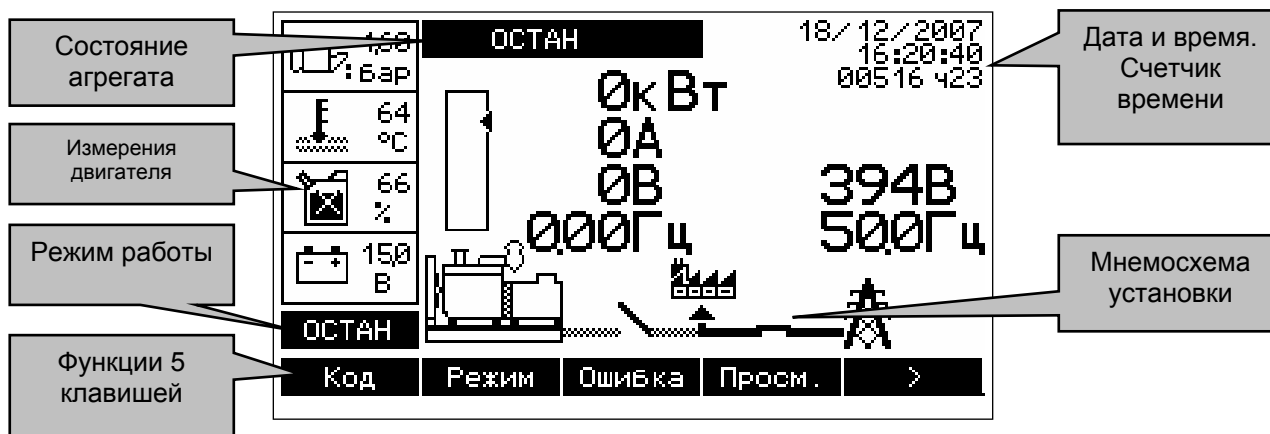 Состояние
агрегата
Измерения
двигателя
Режим работы
Функции 5
клавишей
1,60
бар
64
°C
66
%
15,0
В
ОСТАН
ОСТАН
0кВт
0А
0В
0,00Гц
18/12/2007
16:20:40
00516 ч23
394В
50,0Гц
Код Режим Ошибка Просм. >
Дата и время.
Счетчик
времени
Мнемосхема
установки